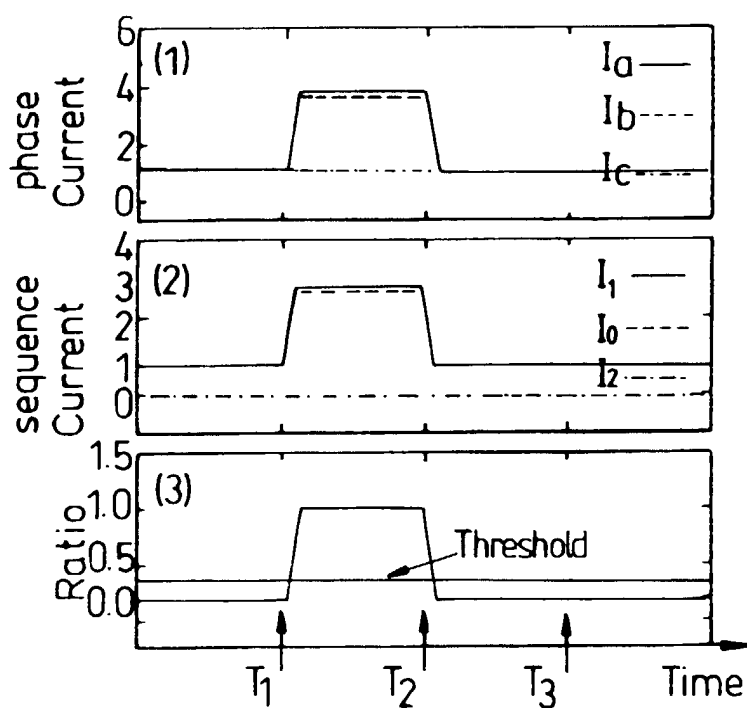 6
(1)
4
2
0
phase
Current
Ia
Ib
Ic
4
(2)
3
2
1
0
sequence
Current
I1
I0
I2
1.5
(3)
1.0
0.5
0.0
Ratio
Threshold
T1
T2
T3
Time